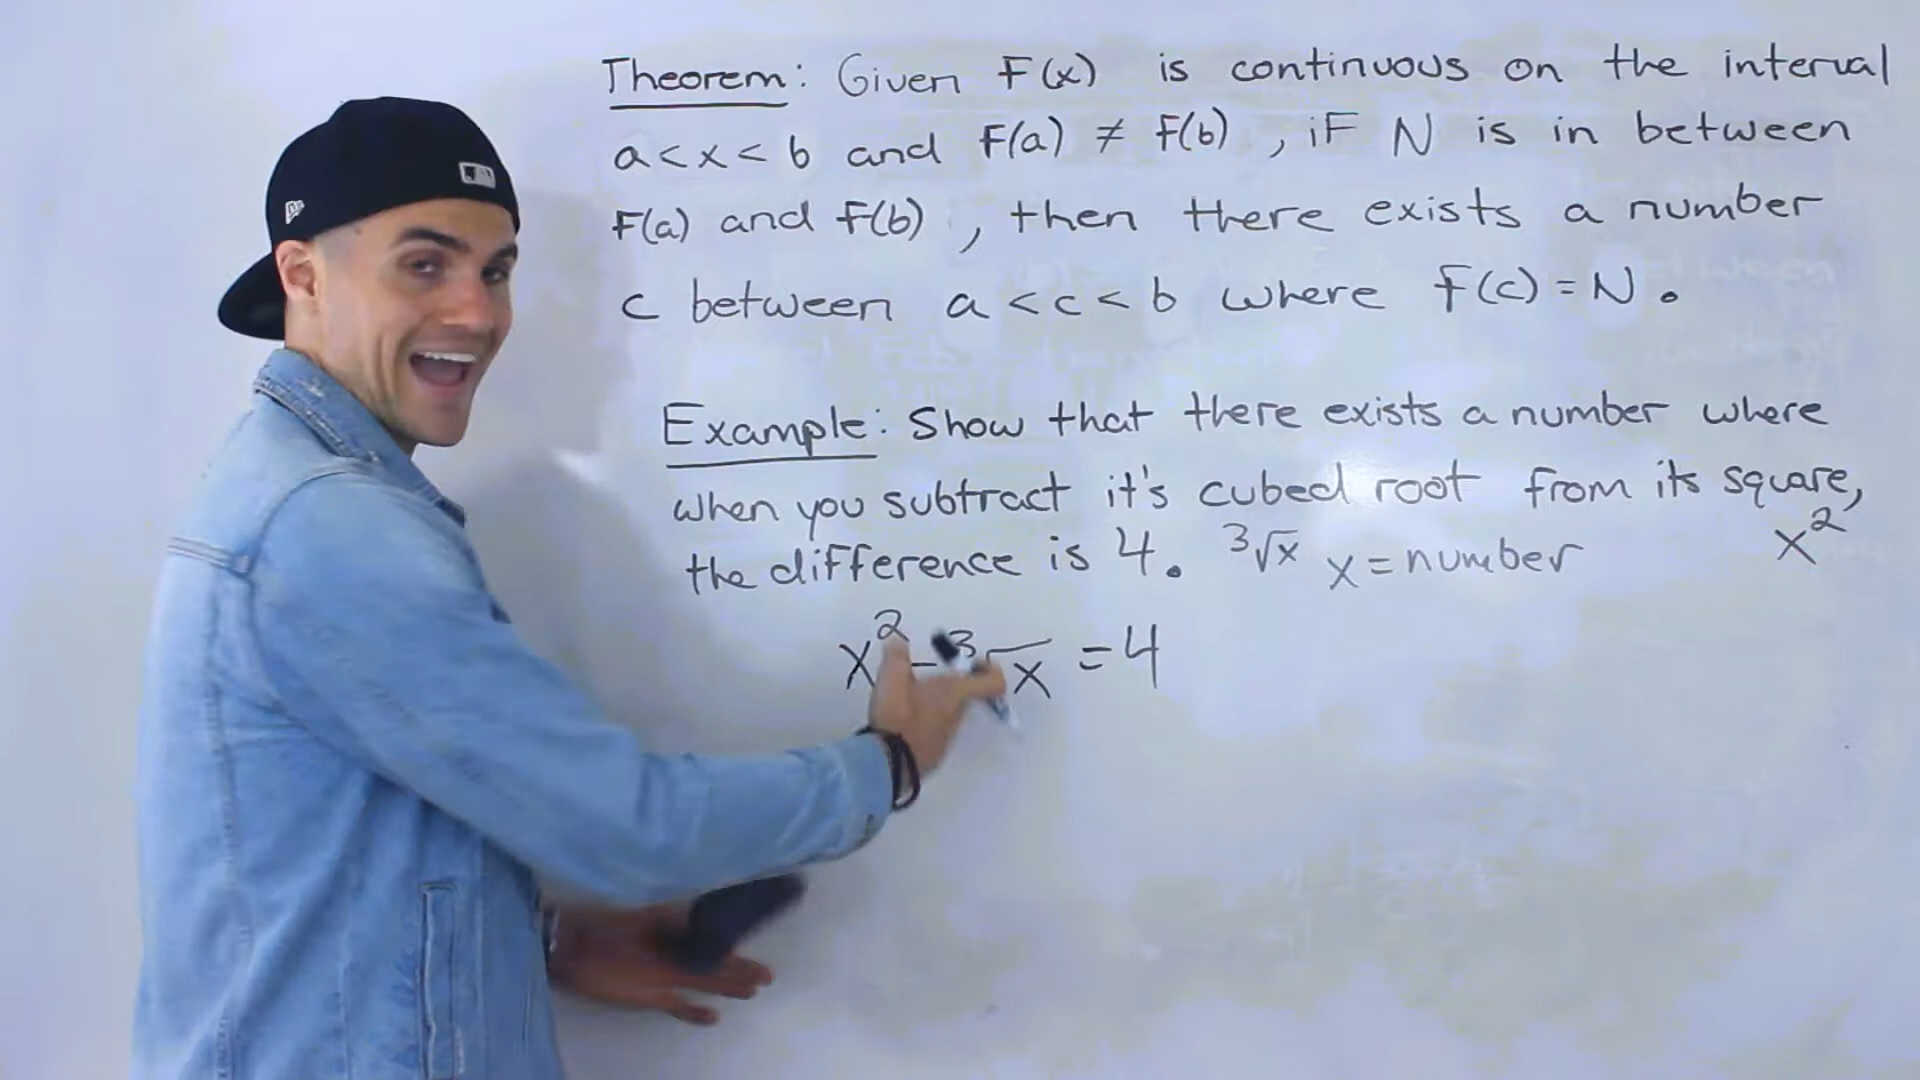 Theorem: Given F(x) is continuous on the interval
a < x < b and F(a) ≠ F(b), iF N is in between
F(a) and F(b), then there exists a number
c between a < c < b where F(c) = N.
Example: Show that there exists a number where
when you subtract it's cubed root from its square,
the difference is 4. ³√x x = number x²
x² - ³√x = 4